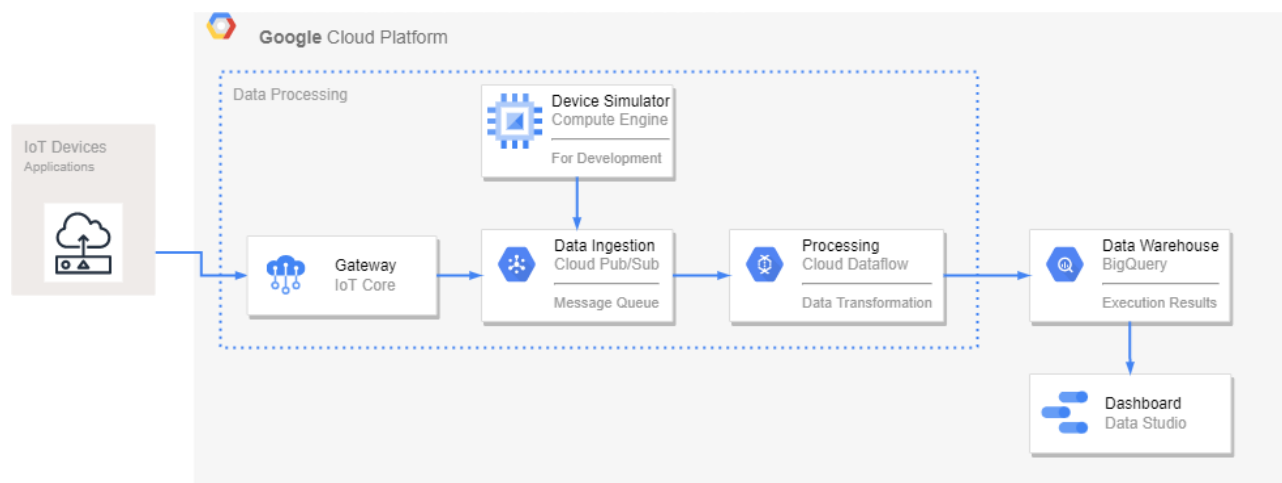 Google Cloud Platform
Data Processing
Device Simulator
Compute Engine
For Development
IoT Devices
Applications
Gateway
IoT Core
Data Ingestion
Cloud Pub/Sub
Message Queue
Processing
Cloud Dataflow
Data Transformation
Data Warehouse
BigQuery
Execution Results
Dashboard
Data Studio